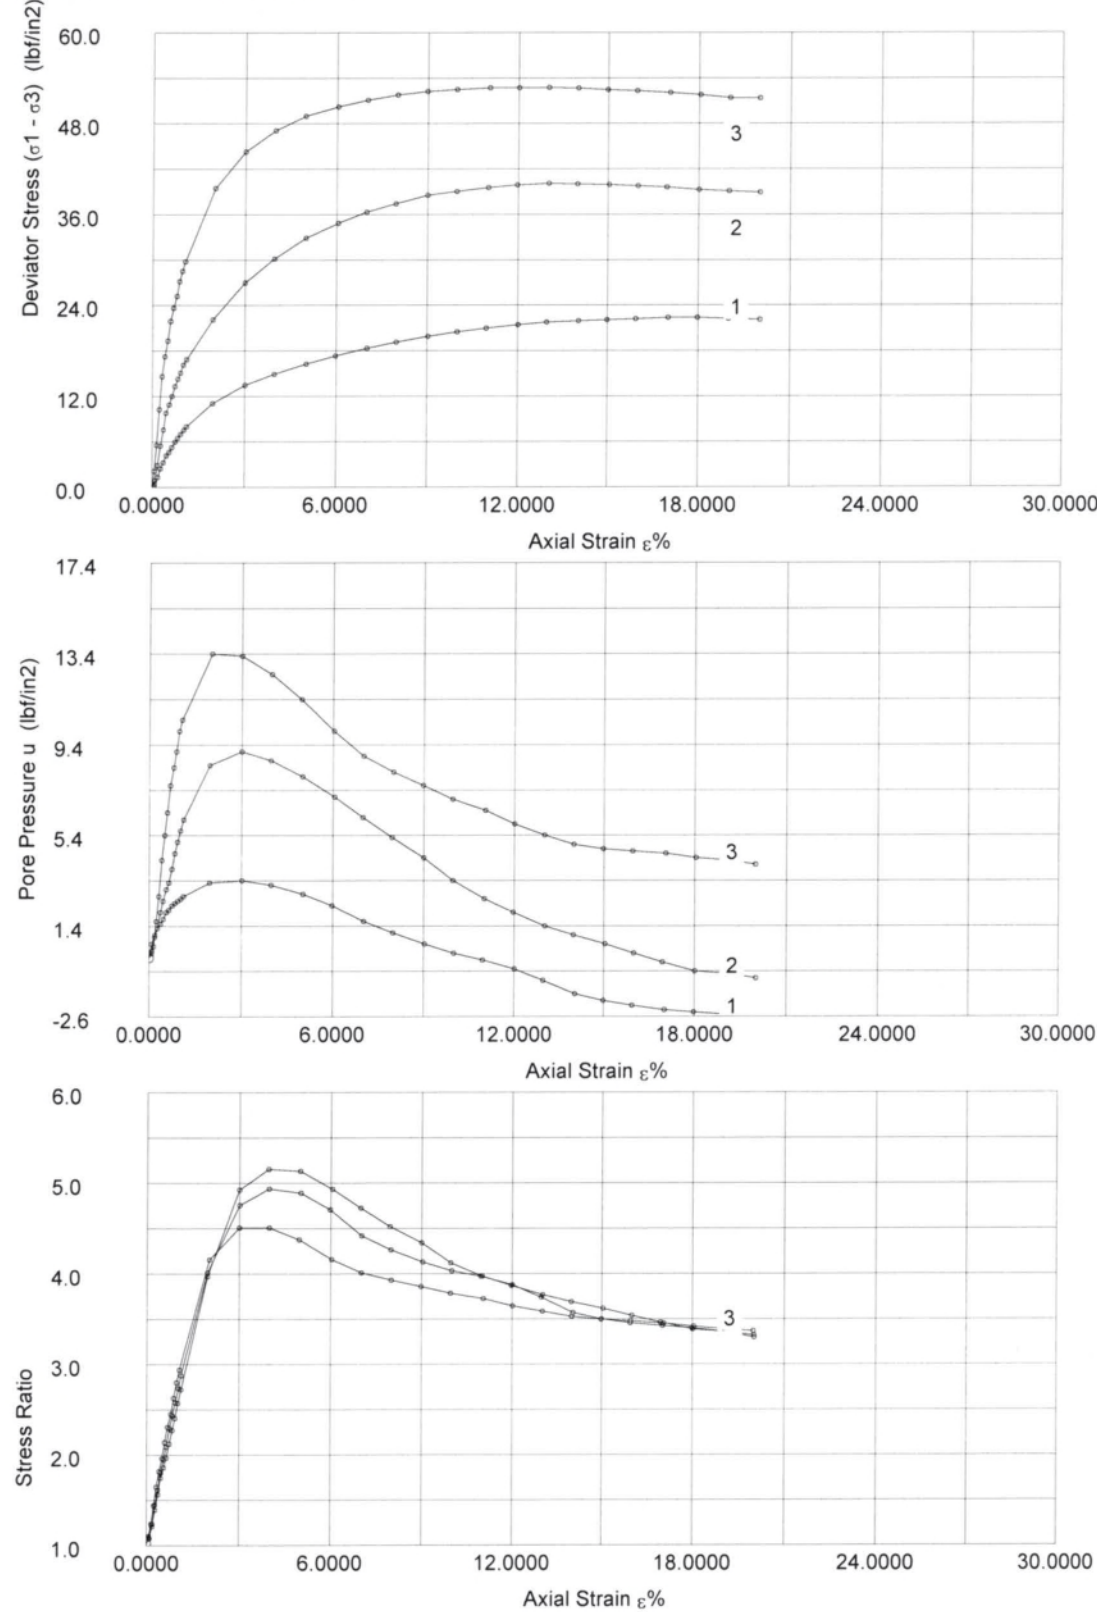 Deviator Stress (σ1 - σ3) (lbf/in2)
60.0
48.0
36.0
24.0
12.0
0.0
3
2
1
0.0000 6.0000 12.0000 18.0000 24.0000 30.0000
Axial Strain ε%
Pore Pressure u (lbf/in2)
17.4
13.4
9.4
5.4
1.4
-2.6
3
2
1
0.0000 6.0000 12.0000 18.0000 24.0000 30.0000
Axial Strain ε%
Stress Ratio
6.0
5.0
4.0
3.0
2.0
1.0
3
0.0000 6.0000 12.0000 18.0000 24.0000 30.0000
Axial Strain ε%